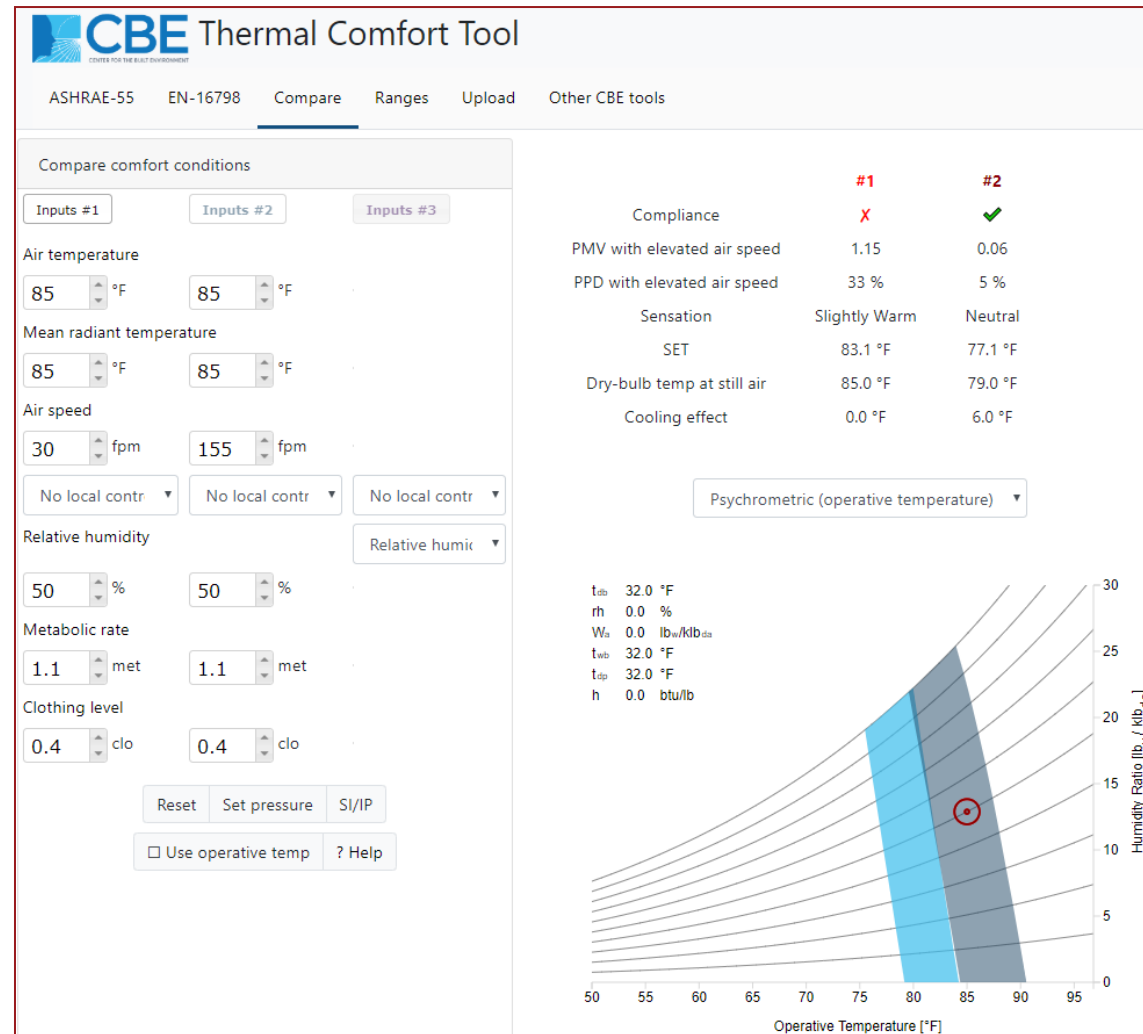 CBE Thermal Comfort Tool
CENTER FOR THE BUILT ENVIRONMENT
ASHRAE-55 EN-16798 Compare Ranges Upload Other CBE tools
Compare comfort conditions
Inputs #1 Inputs #2 Inputs #3
Air temperature
85 °F 85 °F
Mean radiant temperature
85 °F 85 °F
Air speed
30 fpm 155 fpm
No local contr No local contr No local contr
Relative humidity Relative humic
50 % 50 %
Metabolic rate
1.1 met 1.1 met
Clothing level
0.4 clo 0.4 clo
Reset Set pressure SI/IP
Use operative temp ? Help
#1 #2
Compliance ✗ ✔
PMV with elevated air speed 1.15 0.06
PPD with elevated air speed 33 % 5 %
Sensation Slightly Warm Neutral
SET 83.1 °F 77.1 °F
Dry-bulb temp at still air 85.0 °F 79.0 °F
Cooling effect 0.0 °F 6.0 °F
Psychrometric (operative temperature)
tdb 32.0 °F
rh 0.0 %
Wa 0.0 lbw/klbda
twb 32.0 °F
tdp 32.0 °F
h 0.0 btu/lb
30
25
20
15
10
5
0
Humidity Ratio [lbw / klbda]
50 55 60 65 70 75 80 85 90 95
Operative Temperature [°F]